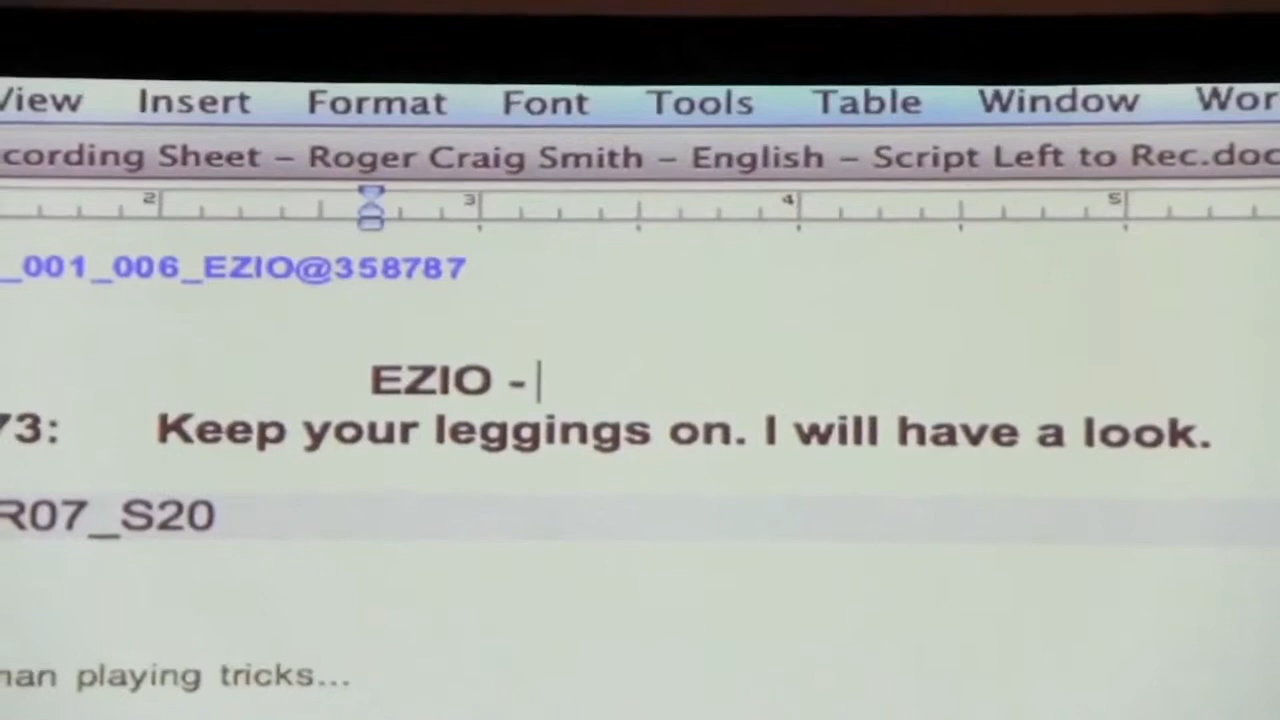 View Insert Format Font Tools Table Window Wor
cording Sheet – Roger Craig Smith – English – Script Left to Rec.doc
2 3 4 5
_001_006_EZIO@358787
EZIO -
73: Keep your leggings on. I will have a look.
R07_S20
man playing tricks...